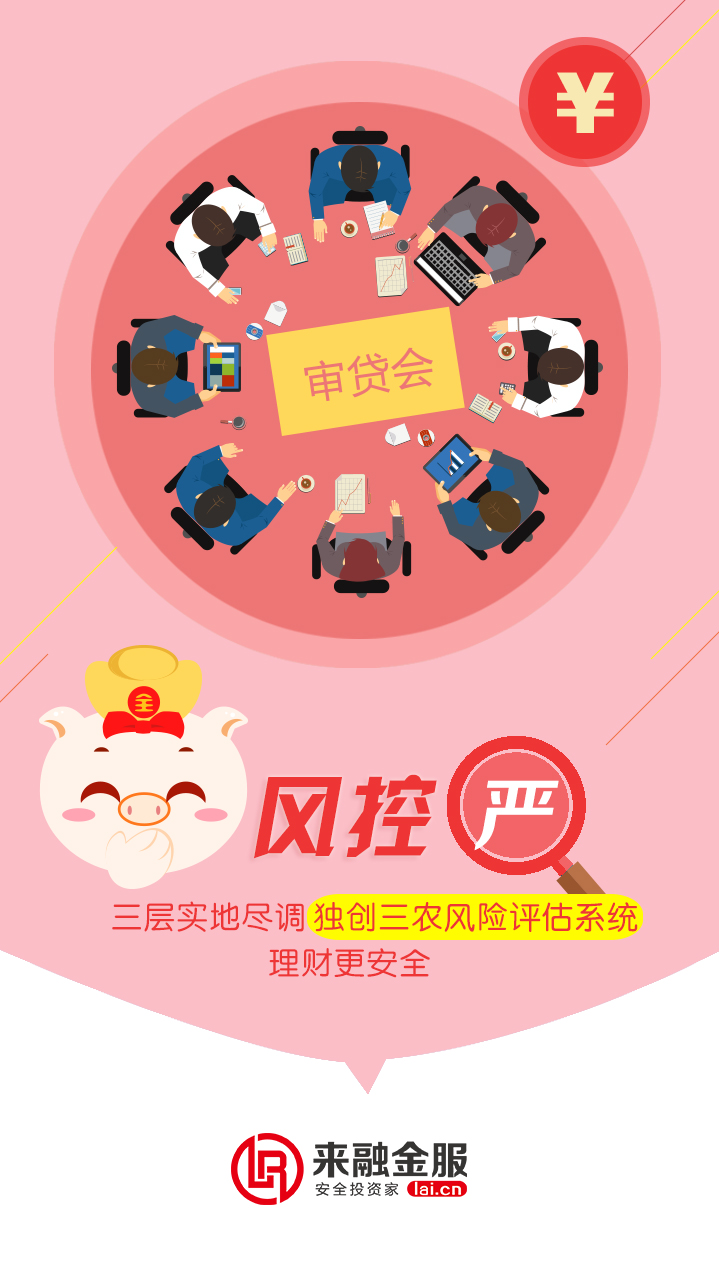 ¥
审贷会
风控 严
三层实地尽调 独创三农风险评估系统
理财更安全
来融金服
安全投资家 lai.cn